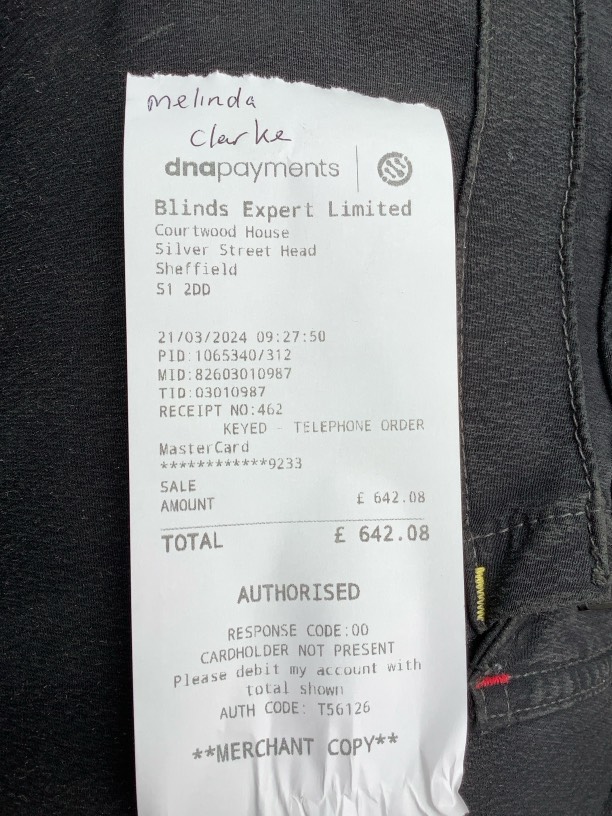 melinda
Clarke
dnapayments
Blinds Expert Limited
Courtwood House
Silver Street Head
Sheffield
S1 2DD
21/03/2024 09:27:50
PID:1065340/312
MID:82603010987
TID:03010987
RECEIPT NO:462
KEYED - TELEPHONE ORDER
MasterCard
************9233
SALE
AMOUNT £ 642.08
TOTAL £ 642.08
AUTHORISED
RESPONSE CODE:00
CARDHOLDER NOT PRESENT
Please debit my account with
total shown
AUTH CODE: T56126
**MERCHANT COPY**